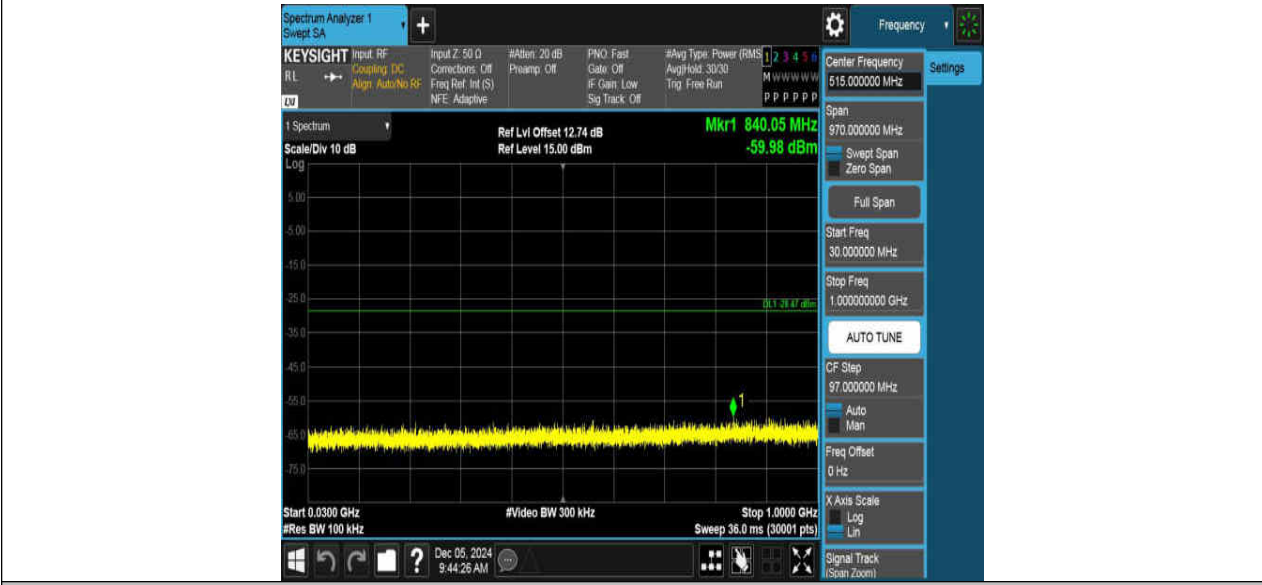 Spectrum Analyzer 1
Swept SA
+
Frequency
KEYSIGHT
RL
LXI
Input: RF
Coupling: DC
Align: Auto/No RF
Input Z: 50 Ω
Corrections: Off
Freq Ref: Int (S)
NFE: Adaptive
#Atten: 20 dB
Preamp: Off
PNO: Fast
Gate: Off
IF Gain: Low
Sig Track: Off
#Avg Type: Power (RMS
Avg|Hold: 30/30
Trig: Free Run
1 2 3 4 5 6
M W W W W W
P P P P P P
1 Spectrum
Scale/Div 10 dB
Log
Ref Lvl Offset 12.74 dB
Ref Level 15.00 dBm
Mkr1 840.05 MHz
-59.98 dBm
5.00
-5.00
-15.0
-25.0
DL1 -28.47 dBm
-35.0
-45.0
-55.0
1
-65.0
-75.0
Start 0.0300 GHz
#Res BW 100 kHz
#Video BW 300 kHz
Stop 1.0000 GHz
Sweep 36.0 ms (30001 pts)
?
Dec 05, 2024
9:44:26 AM
Center Frequency
515.000000 MHz
Settings
Span
970.000000 MHz
Swept Span
Zero Span
Full Span
Start Freq
30.000000 MHz
Stop Freq
1.000000000 GHz
AUTO TUNE
CF Step
97.000000 MHz
Auto
Man
Freq Offset
0 Hz
X Axis Scale
Log
Lin
Signal Track
(Span Zoom)